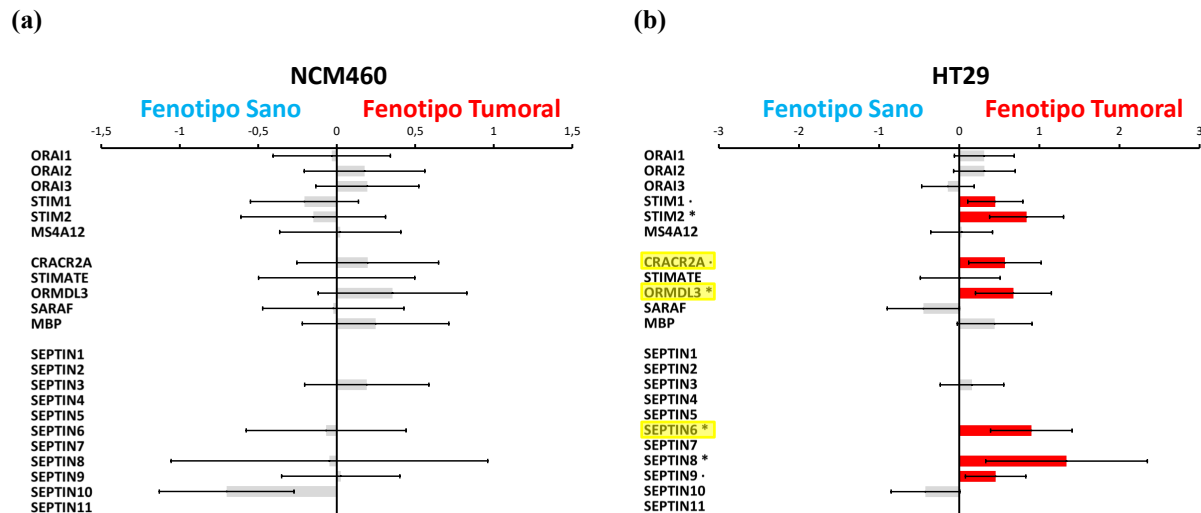 (a)
NCM460
Fenotipo Sano Fenotipo Tumoral
-1,5 -1 -0,5 0 0,5 1 1,5
ORAI1
ORAI2
ORAI3
STIM1
STIM2
MS4A12
CRACR2A
STIMATE
ORMDL3
SARAF
MBP
SEPTIN1
SEPTIN2
SEPTIN3
SEPTIN4
SEPTIN5
SEPTIN6
SEPTIN7
SEPTIN8
SEPTIN9
SEPTIN10
SEPTIN11
(b)
HT29
Fenotipo Sano Fenotipo Tumoral
-3 -2 -1 0 1 2 3
ORAI1
ORAI2
ORAI3
STIM1 ·
STIM2 *
MS4A12
CRACR2A ·
STIMATE
ORMDL3 *
SARAF
MBP
SEPTIN1
SEPTIN2
SEPTIN3
SEPTIN4
SEPTIN5
SEPTIN6 *
SEPTIN7
SEPTIN8 *
SEPTIN9 ·
SEPTIN10
SEPTIN11